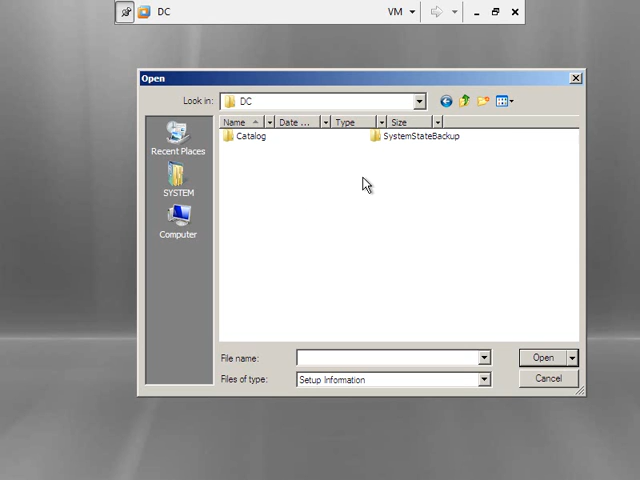 DC VM
Open
Look in: DC
Name Date ... Type Size
Catalog SystemStateBackup
Recent Places
SYSTEM
Computer
File name: Open
Files of type: Setup Information Cancel